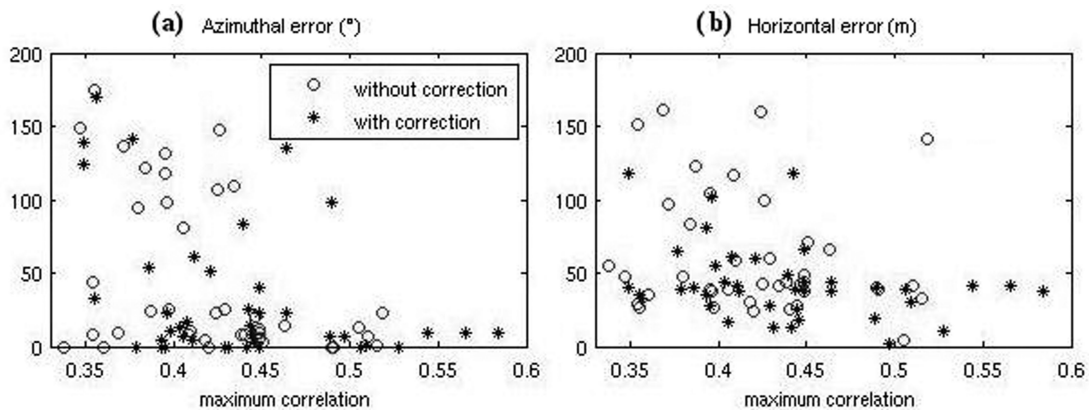 (a) Azimuthal error (°)
200
150
100
50
0
0.35 0.4 0.45 0.5 0.55 0.6
maximum correlation
without correction
with correction
(b) Horizontal error (m)
200
150
100
50
0
0.35 0.4 0.45 0.5 0.55 0.6
maximum correlation